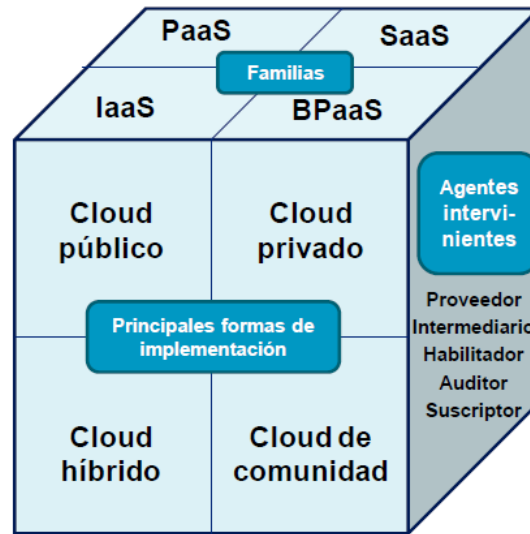 PaaS
SaaS
Familias
IaaS
BPaaS
Cloud
público
Cloud
privado
Agentes
intervi-
nientes
Principales formas de
implementación
Proveedor
Intermediario
Habilitador
Auditor
Suscriptor
Cloud
híbrido
Cloud de
comunidad